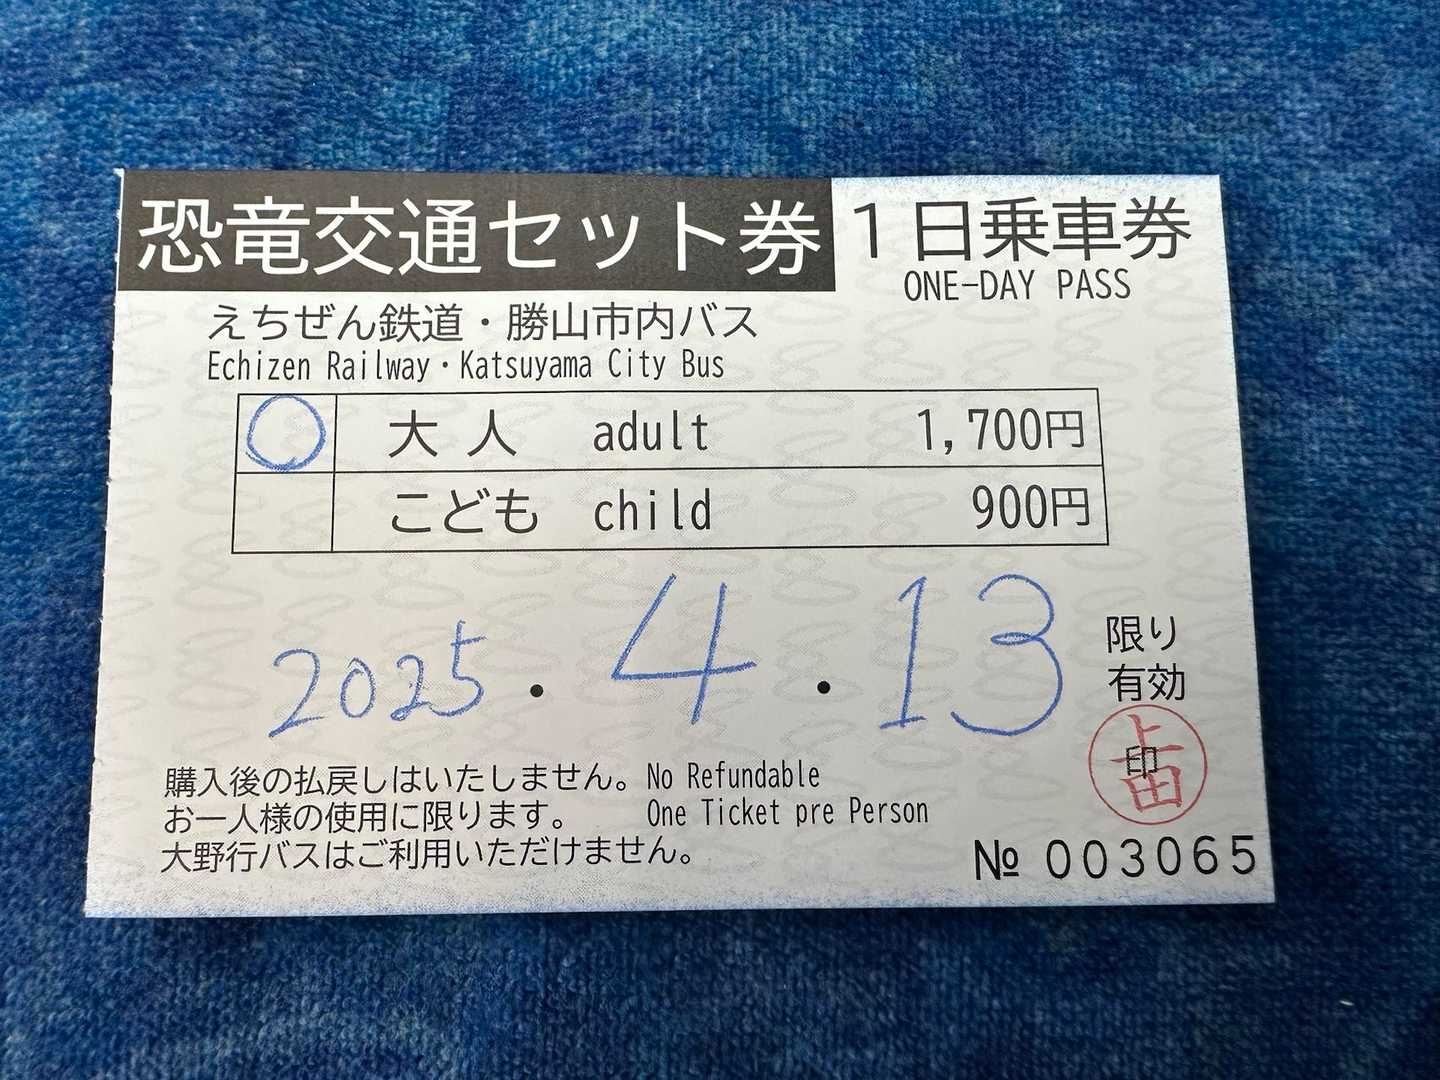 恐竜交通セット券
1日乗車券
ONE-DAY PASS
えちぜん鉄道・勝山市内バス
Echizen Railway・Katsuyama City Bus
○ 大人 adult 1,700円
こども child 900円
2025・4・13
限り
有効
上田
印
購入後の払戻しはいたしません。No Refundable
お一人様の使用に限ります。 One Ticket pre Person
大野行バスはご利用いただけません。
№ 003065